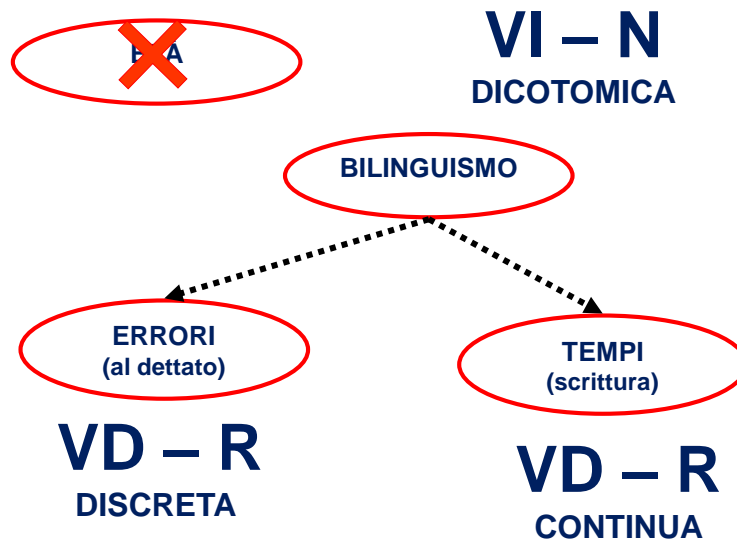 VI – N
DICOTOMICA
BILINGUISMO
ERRORI
(al dettato)
TEMPI
(scrittura)
VD – R
DISCRETA
VD – R
CONTINUA